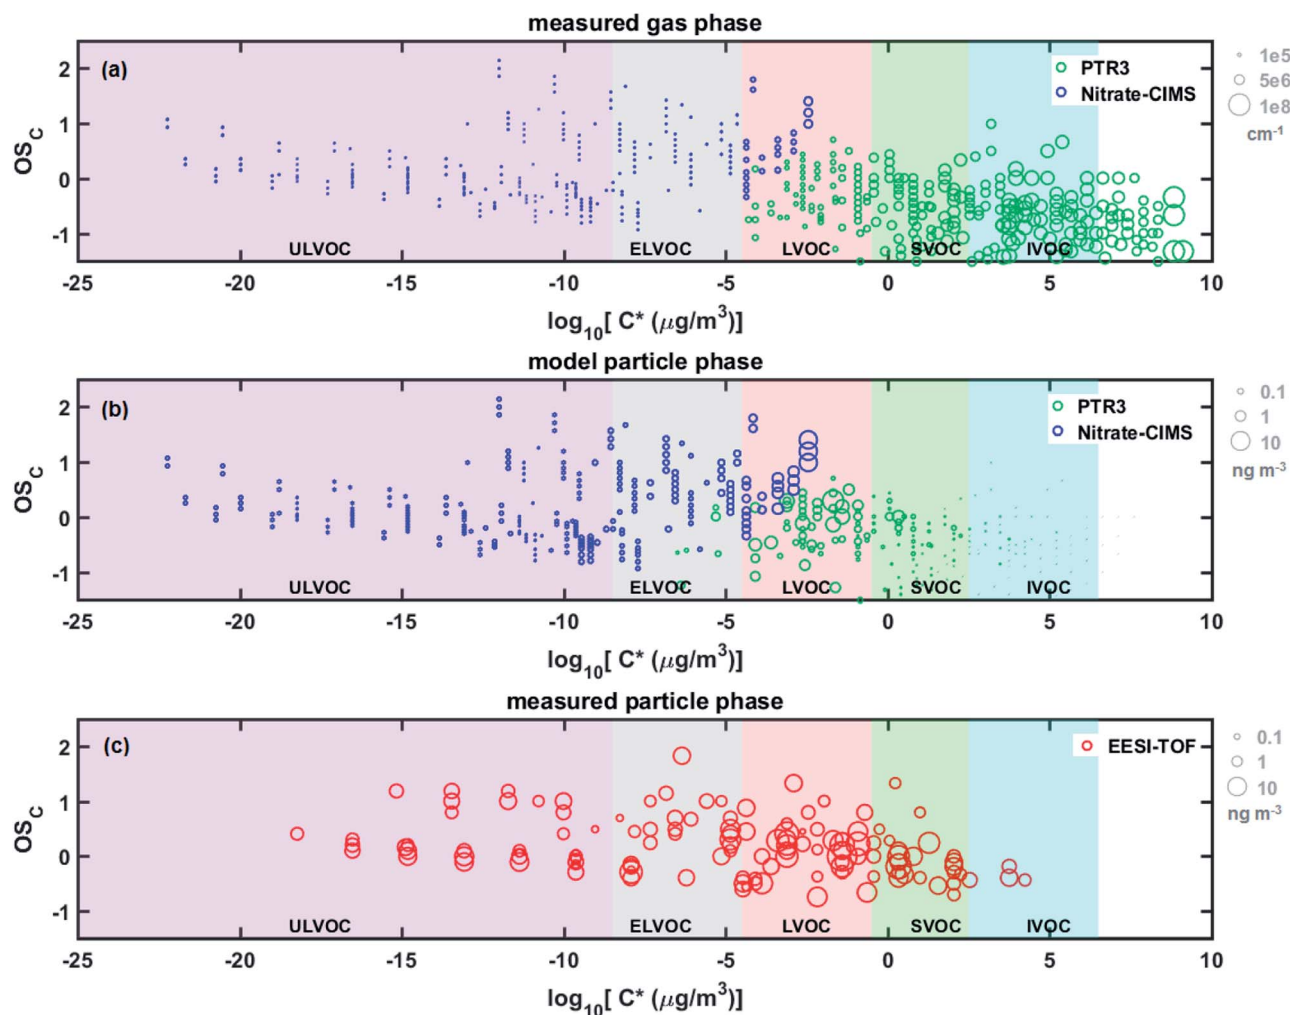 measured gas phase
(a)
PTR3
Nitrate-CIMS
1e5
5e6
1e8
cm⁻¹
OS_C
2
1
0
-1
ULVOC ELVOC LVOC SVOC IVOC
-25 -20 -15 -10 -5 0 5 10
log₁₀[ C* (μg/m³)]
model particle phase
(b)
PTR3
Nitrate-CIMS
0.1
1
10
ng m⁻³
OS_C
2
1
0
-1
ULVOC ELVOC LVOC SVOC IVOC
-25 -20 -15 -10 -5 0 5 10
log₁₀[ C* (μg/m³)]
measured particle phase
(c)
EESI-TOF
0.1
1
10
ng m⁻³
OS_C
2
1
0
-1
ULVOC ELVOC LVOC SVOC IVOC
-25 -20 -15 -10 -5 0 5 10
log₁₀[ C* (μg/m³)]